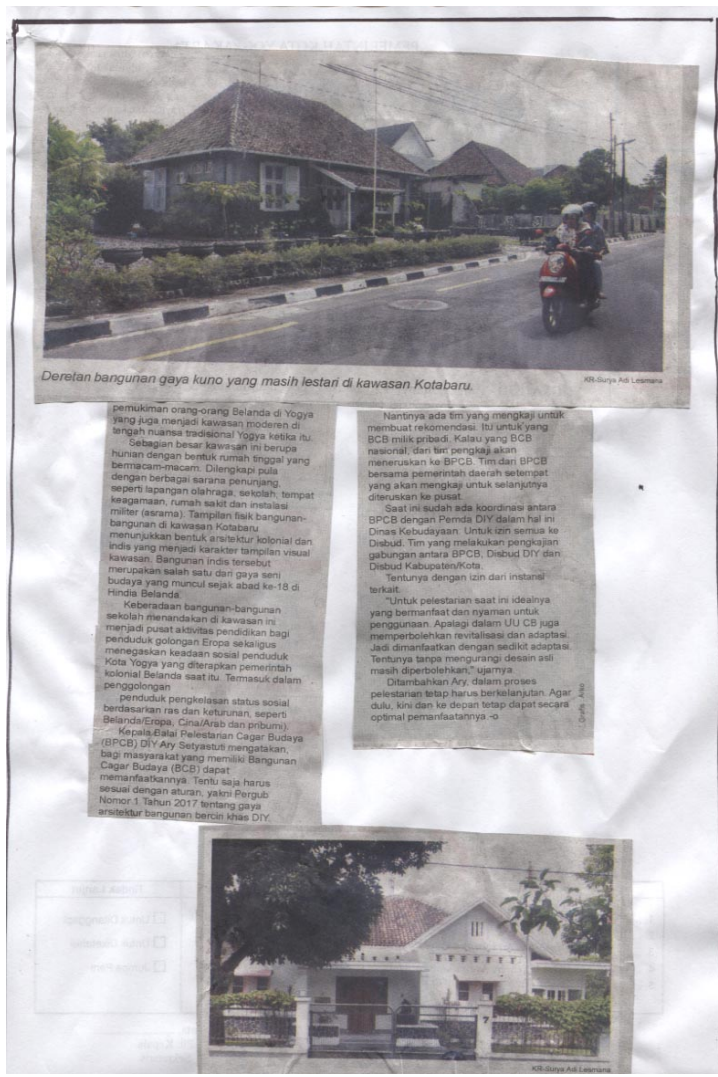 Deretan bangunan gaya kuno yang masih lestari di kawasan Kotabaru.
KR-Surya Adi Lesmana
pemukiman orang-orang Belanda di Yogya
yang juga menjadi kawasan moderen di
tengah nuansa tradisional Yogya ketika itu.
Sebagian besar kawasan ini berupa
hunian dengan bentuk rumah tinggal yang
bermacam-macam. Dilengkapi pula
dengan berbagai sarana penunjang,
seperti lapangan olahraga, sekolah, tempat
keagamaan, rumah sakit dan instalasi
militer (asrama). Tampilan fisik bangunan-
bangunan di kawasan Kotabaru
menunjukkan bentuk arsitektur kolonial dan
indis yang menjadi karakter tampilan visual
kawasan. Bangunan indis tersebut
merupakan salah satu dari gaya seni
budaya yang muncul sejak abad ke-18 di
Hindia Belanda.
Keberadaan bangunan-bangunan
sekolah menandakan di kawasan ini
menjadi pusat aktivitas pendidikan bagi
penduduk golongan Eropa sekaligus
menegaskan keadaan sosial penduduk
Kota Yogya yang diterapkan pemerintah
kolonial Belanda saat itu. Termasuk dalam
penggolongan
penduduk pengkelasan status sosial
berdasarkan ras dan keturunan, seperti
Belanda/Eropa, Cina/Arab dan pribumi).
Kepala Balai Pelestarian Cagar Budaya
(BPCB) DIY Ary Setyastuti mengatakan,
bagi masyarakat yang memiliki Bangunan
Cagar Budaya (BCB) dapat
memanfaatkannya. Tentu saja harus
sesuai dengan aturan, yakni Pergub
Nomor 1 Tahun 2017 tentang gaya
arsitektur bangunan bercin khas DIY.
Nantinya ada tim yang mengkaji untuk
membuat rekomendasi. Itu untuk yang
BCB milik pribadi. Kalau yang BCB
nasional, dari tim pengkaji akan
meneruskan ke BPCB. Tim dari BPCB
bersama pemerintah daerah setempat
yang akan mengkaji untuk selanjutnya
diteruskan ke pusat.
Saat ini sudah ada koordinasi antara
BPCB dengan Pemda DIY dalam hal ini
Dinas Kebudayaan. Untuk izin semua ke
Disbud. Tim yang melakukan pengkajian
gabungan antara BPCB, Disbud DIY dan
Disbud Kabupaten/Kota.
Tentunya dengan izin dari instansi
terkait.
"Untuk pelestarian saat ini idealnya
yang bermanfaat dan nyaman untuk
penggunaan. Apalagi dalam UU CB juga
memperbolehkan revitalisasi dan adaptasi.
Jadi dimanfaatkan dengan sedikit adaptasi.
Tentunya tanpa mengurangi desain asli
masih diperbolehkan," ujarnya.
Ditambahkan Ary, dalam proses
pelestarian tetap harus berkelanjutan. Agar
dulu, kini dan ke depan tetap dapat secara
optimal pemanfaatannya.-o
7
KR-Surya Adi Lesmana